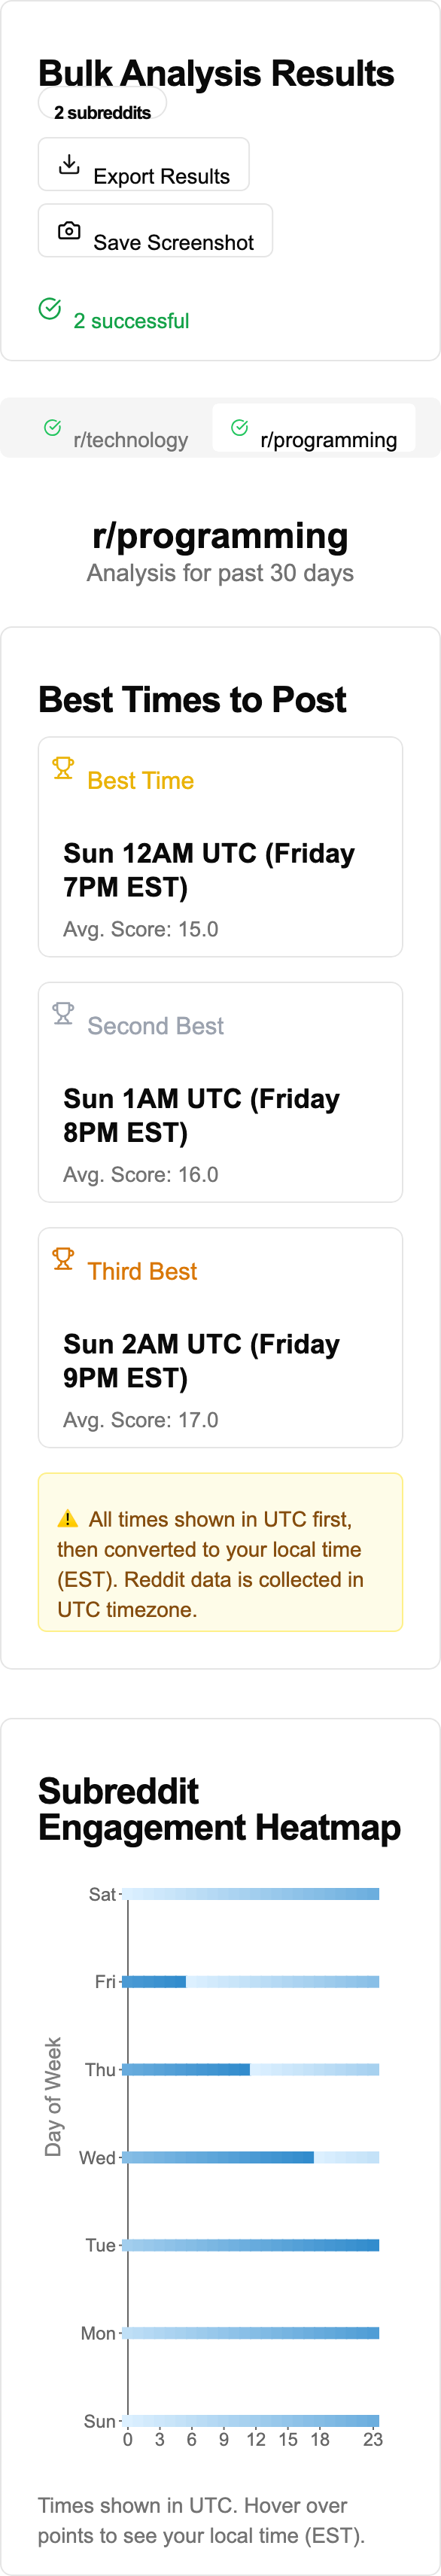 Bulk Analysis Results
2 subreddits
Export Results
Save Screenshot
2 successful
r/technology
r/programming
r/programming
Analysis for past 30 days
Best Times to Post
Best Time
Sun 12AM UTC (Friday
7PM EST)
Avg. Score: 15.0
Second Best
Sun 1AM UTC (Friday
8PM EST)
Avg. Score: 16.0
Third Best
Sun 2AM UTC (Friday
9PM EST)
Avg. Score: 17.0
⚠️ All times shown in UTC first,
then converted to your local time
(EST). Reddit data is collected in
UTC timezone.
Subreddit
Engagement Heatmap
Day of Week
Sat
Fri
Thu
Wed
Tue
Mon
Sun
0 3 6 9 12 15 18 23
Times shown in UTC. Hover over
points to see your local time (EST).